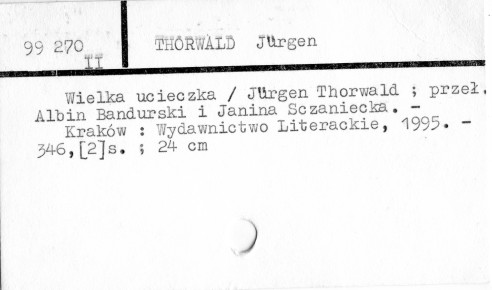 99 270
II
THORWALD Jürgen
Wielka ucieczka / Jürgen Thorwald ; przeł.
Albin Bandurski i Janina Sczaniecka. –
Kraków : Wydawnictwo Literackie, 1995. –
346,[2]s. ; 24 cm